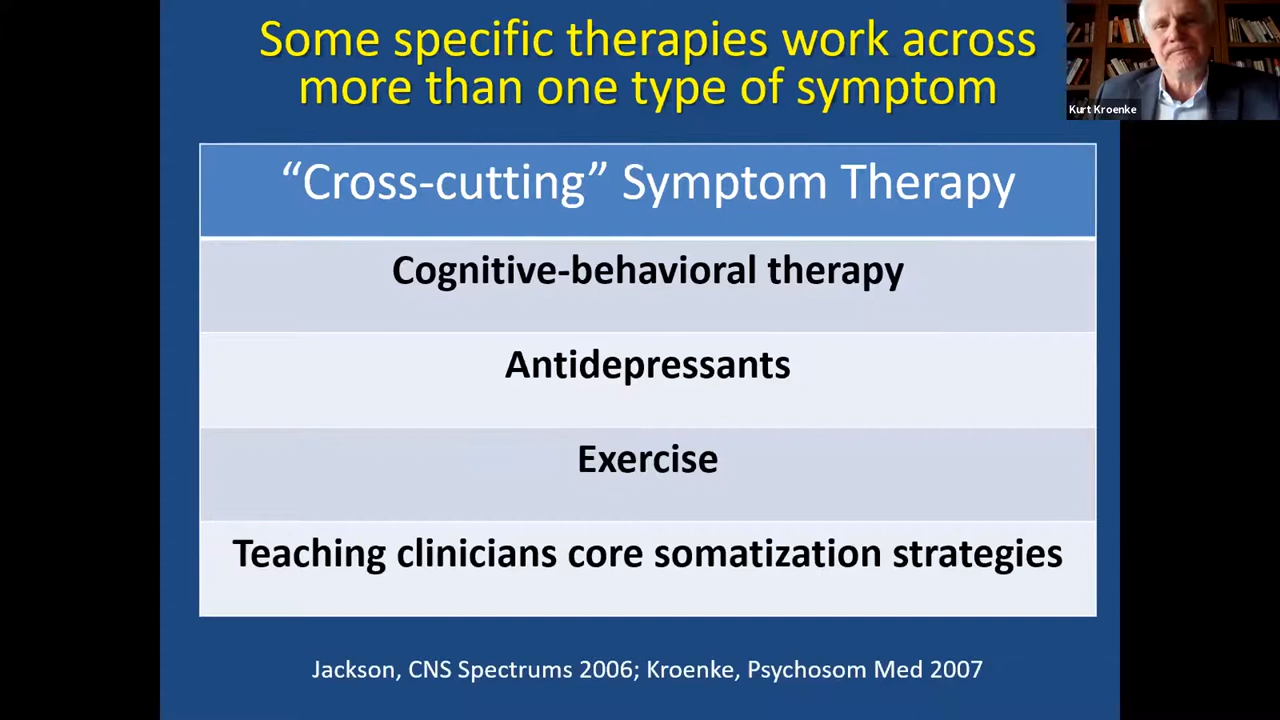 Some specific therapies work across
more than one type of symptom
Kurt Kroenke
“Cross-cutting” Symptom Therapy
Cognitive-behavioral therapy
Antidepressants
Exercise
Teaching clinicians core somatization strategies
Jackson, CNS Spectrums 2006; Kroenke, Psychosom Med 2007